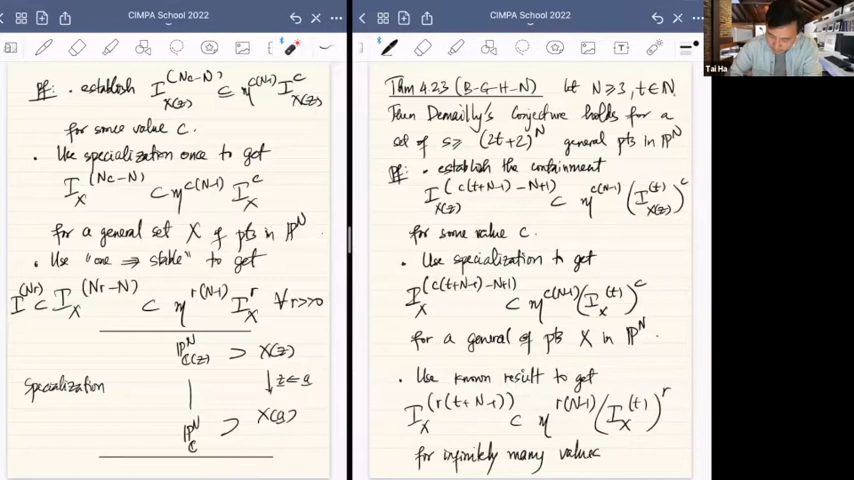 CIMPA School 2022
Pf: · establish I_{X(z)}^{(Nc-N)} ⊆ m^{c(N-1)} I_{X(z)}^c
for some value c.
· Use specialization once to get
I_X^{(Nc-N)} ⊂ m^{c(N-1)} I_X^c
for a general set X of pts in P^N.
· Use "one ⇒ stable" to get
I^{(Nr)} ⊂ I_X^{(Nr-N)} ⊂ m^{r(N-1)} I_X^r ∀ r>>0
P^N_{C(z)} ⊃ X(z)
Specialization | ↓ z ← a
P^N_C ⊃ X(a)
CIMPA School 2022
Thm 4.23 (B-G-H-N) Let N ⩾ 3, t ∈ N.
Then Demailly's Conjecture holds for a
set of s ⩾ (2t+2)^N general pts in P^N
Pf: · establish the containment
I_{X(z)}^{(c(t+N-1)-N+1)} ⊂ m^{c(N-1)} (I_{X(z)}^{(t)})^c
for some value c.
· Use specialization to get
I_X^{(c(t+N-1)-N+1)} ⊂ m^{c(N-1)} (I_X^{(t)})^c
for a general of pts X in P^N.
· Use known result to get
I_X^{(r(t+N-1))} ⊂ m^{r(N-1)} (I_X^{(t)})^r
for infinitely many values
Tai Ha